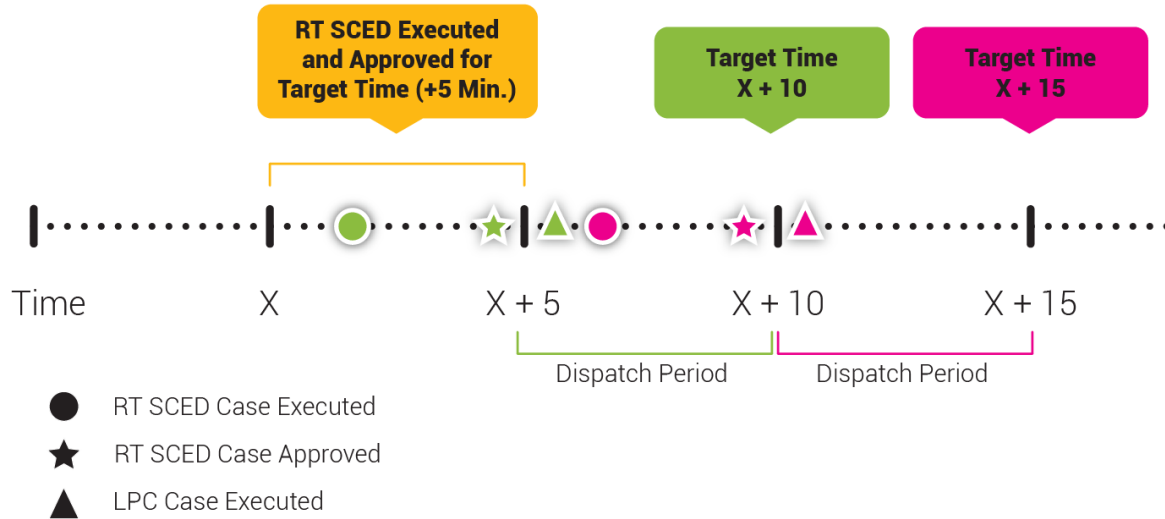 RT SCED Executed
and Approved for
Target Time (+5 Min.)
Target Time
X + 10
Target Time
X + 15
Time
X
X + 5
X + 10
X + 15
Dispatch Period
Dispatch Period
RT SCED Case Executed
RT SCED Case Approved
LPC Case Executed